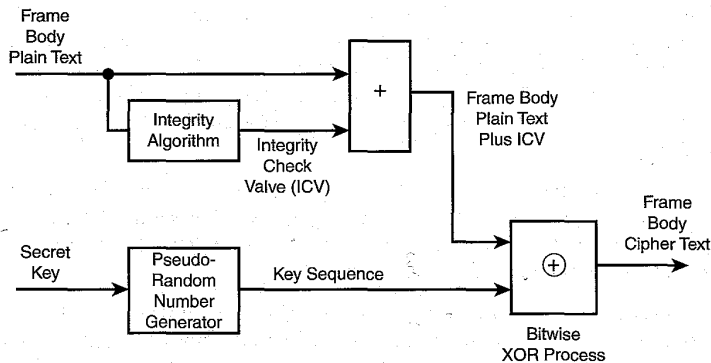 Frame
Body
Plain Text
Integrity
Algorithm
+
Integrity
Check
Valve (ICV)
Frame Body
Plain Text
Plus ICV
Secret
Key
Pseudo-
Random
Number
Generator
Key Sequence
+
Frame
Body
Cipher Text
Bitwise
XOR Process